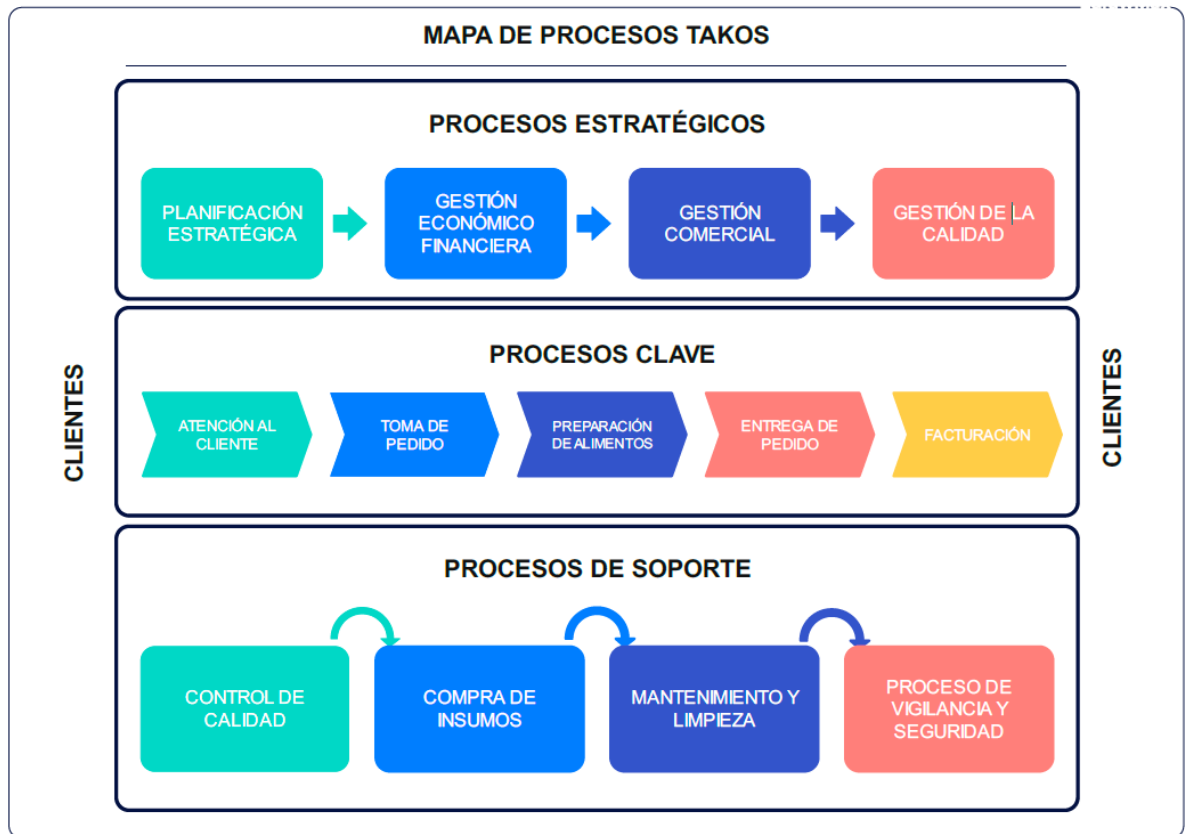 MAPA DE PROCESOS TAKOS
PROCESOS ESTRATÉGICOS
PLANIFICACIÓN
ESTRATÉGICA
GESTIÓN
ECONÓMICO
FINANCIERA
GESTIÓN
COMERCIAL
GESTIÓN DE LA
CALIDAD
CLIENTES
PROCESOS CLAVE
ATENCIÓN AL
CLIENTE
TOMA DE
PEDIDO
PREPARACIÓN
DE ALIMENTOS
ENTREGA DE
PEDIDO
FACTURACIÓN
CLIENTES
PROCESOS DE SOPORTE
CONTROL DE
CALIDAD
COMPRA DE
INSUMOS
MANTENIMIENTO Y
LIMPIEZA
PROCESO DE
VIGILANCIA Y
SEGURIDAD